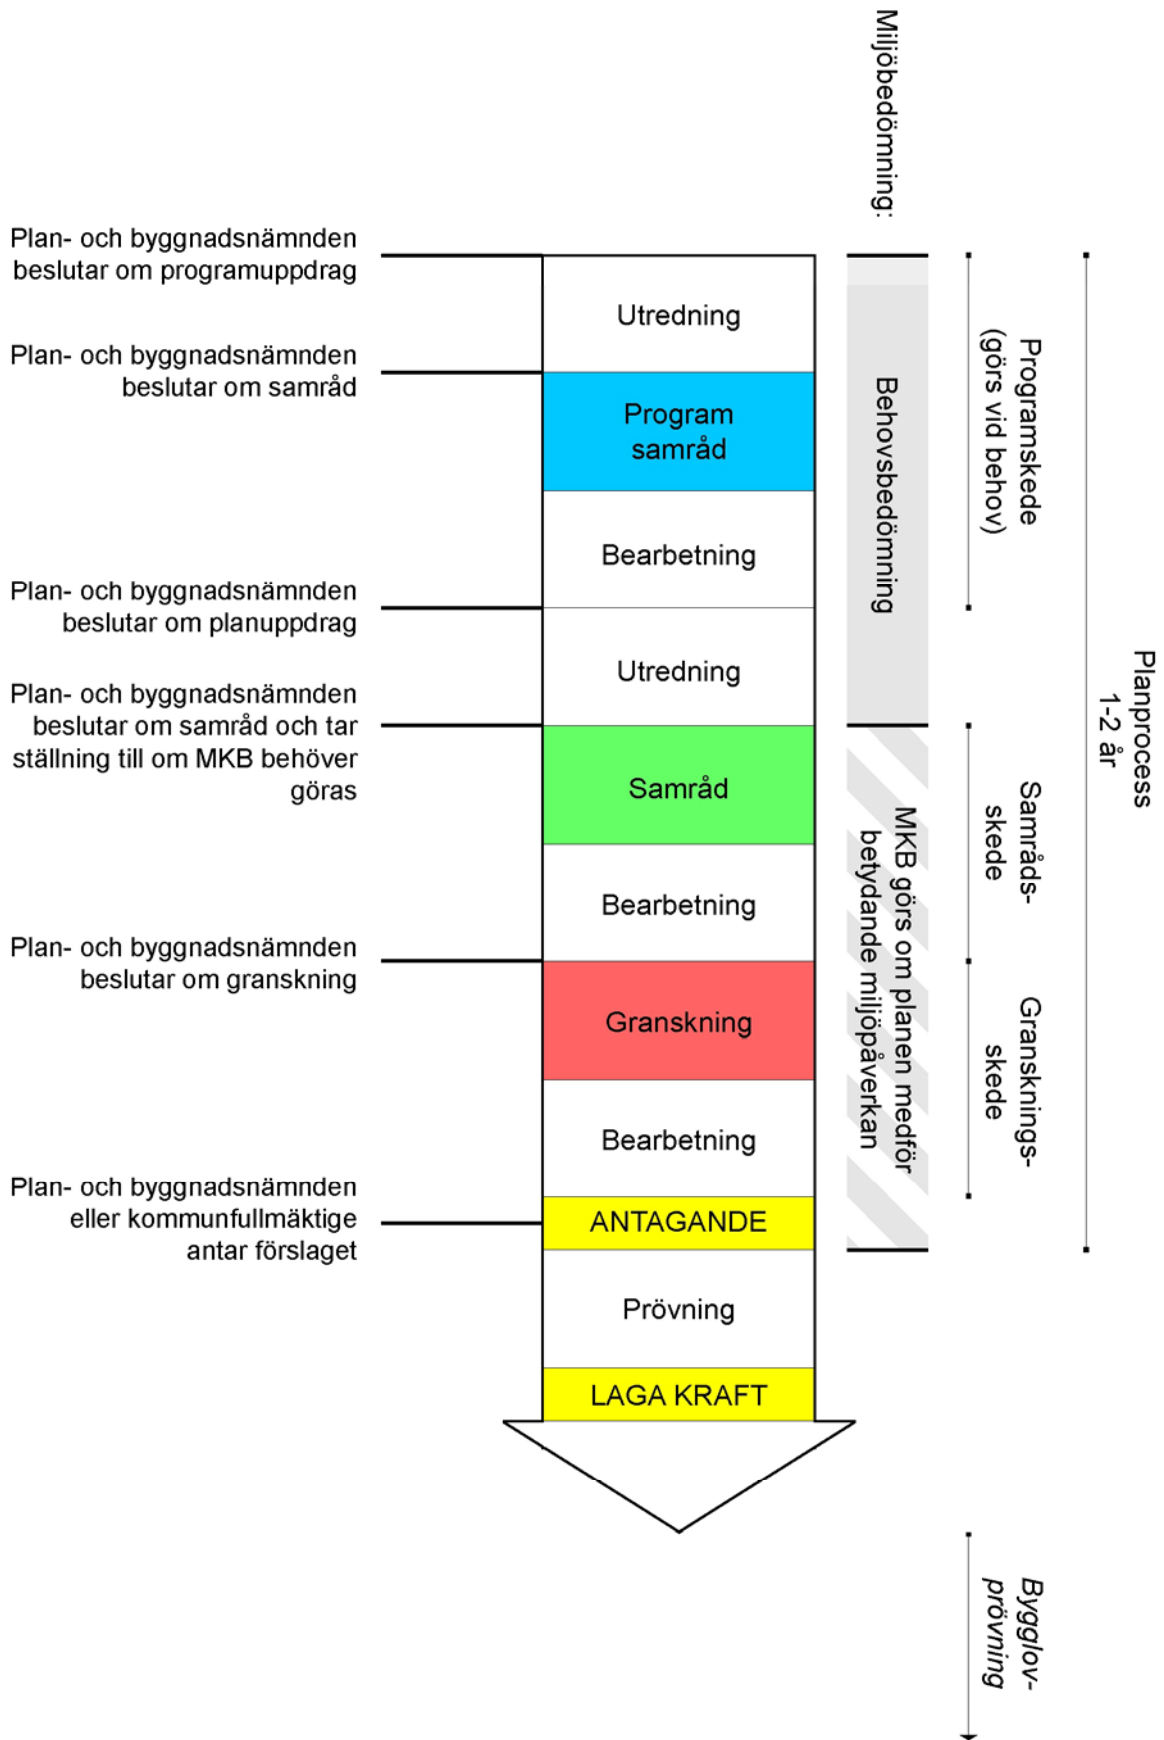 Miljöbedömning:
Plan- och byggnadsnämnden
beslutar om programuppdrag
Plan- och byggnadsnämnden
beslutar om samråd
Plan- och byggnadsnämnden
beslutar om planuppdrag
Plan- och byggnadsnämnden
beslutar om samråd och tar
ställning till om MKB behöver
göras
Plan- och byggnadsnämnden
beslutar om granskning
Plan- och byggnadsnämnden
eller kommunfullmäktige
antar förslaget
Utredning
Program
samråd
Bearbetning
Utredning
Samråd
Bearbetning
Granskning
Bearbetning
ANTAGANDE
Prövning
LAGA KRAFT
Behovsbedömning
MKB görs om planen medför
betydande miljöpåverkan
Programskede
(görs vid behov)
Samråds-
skede
Gransknings-
skede
Planprocess
1-2 år
Bygglov-
prövning